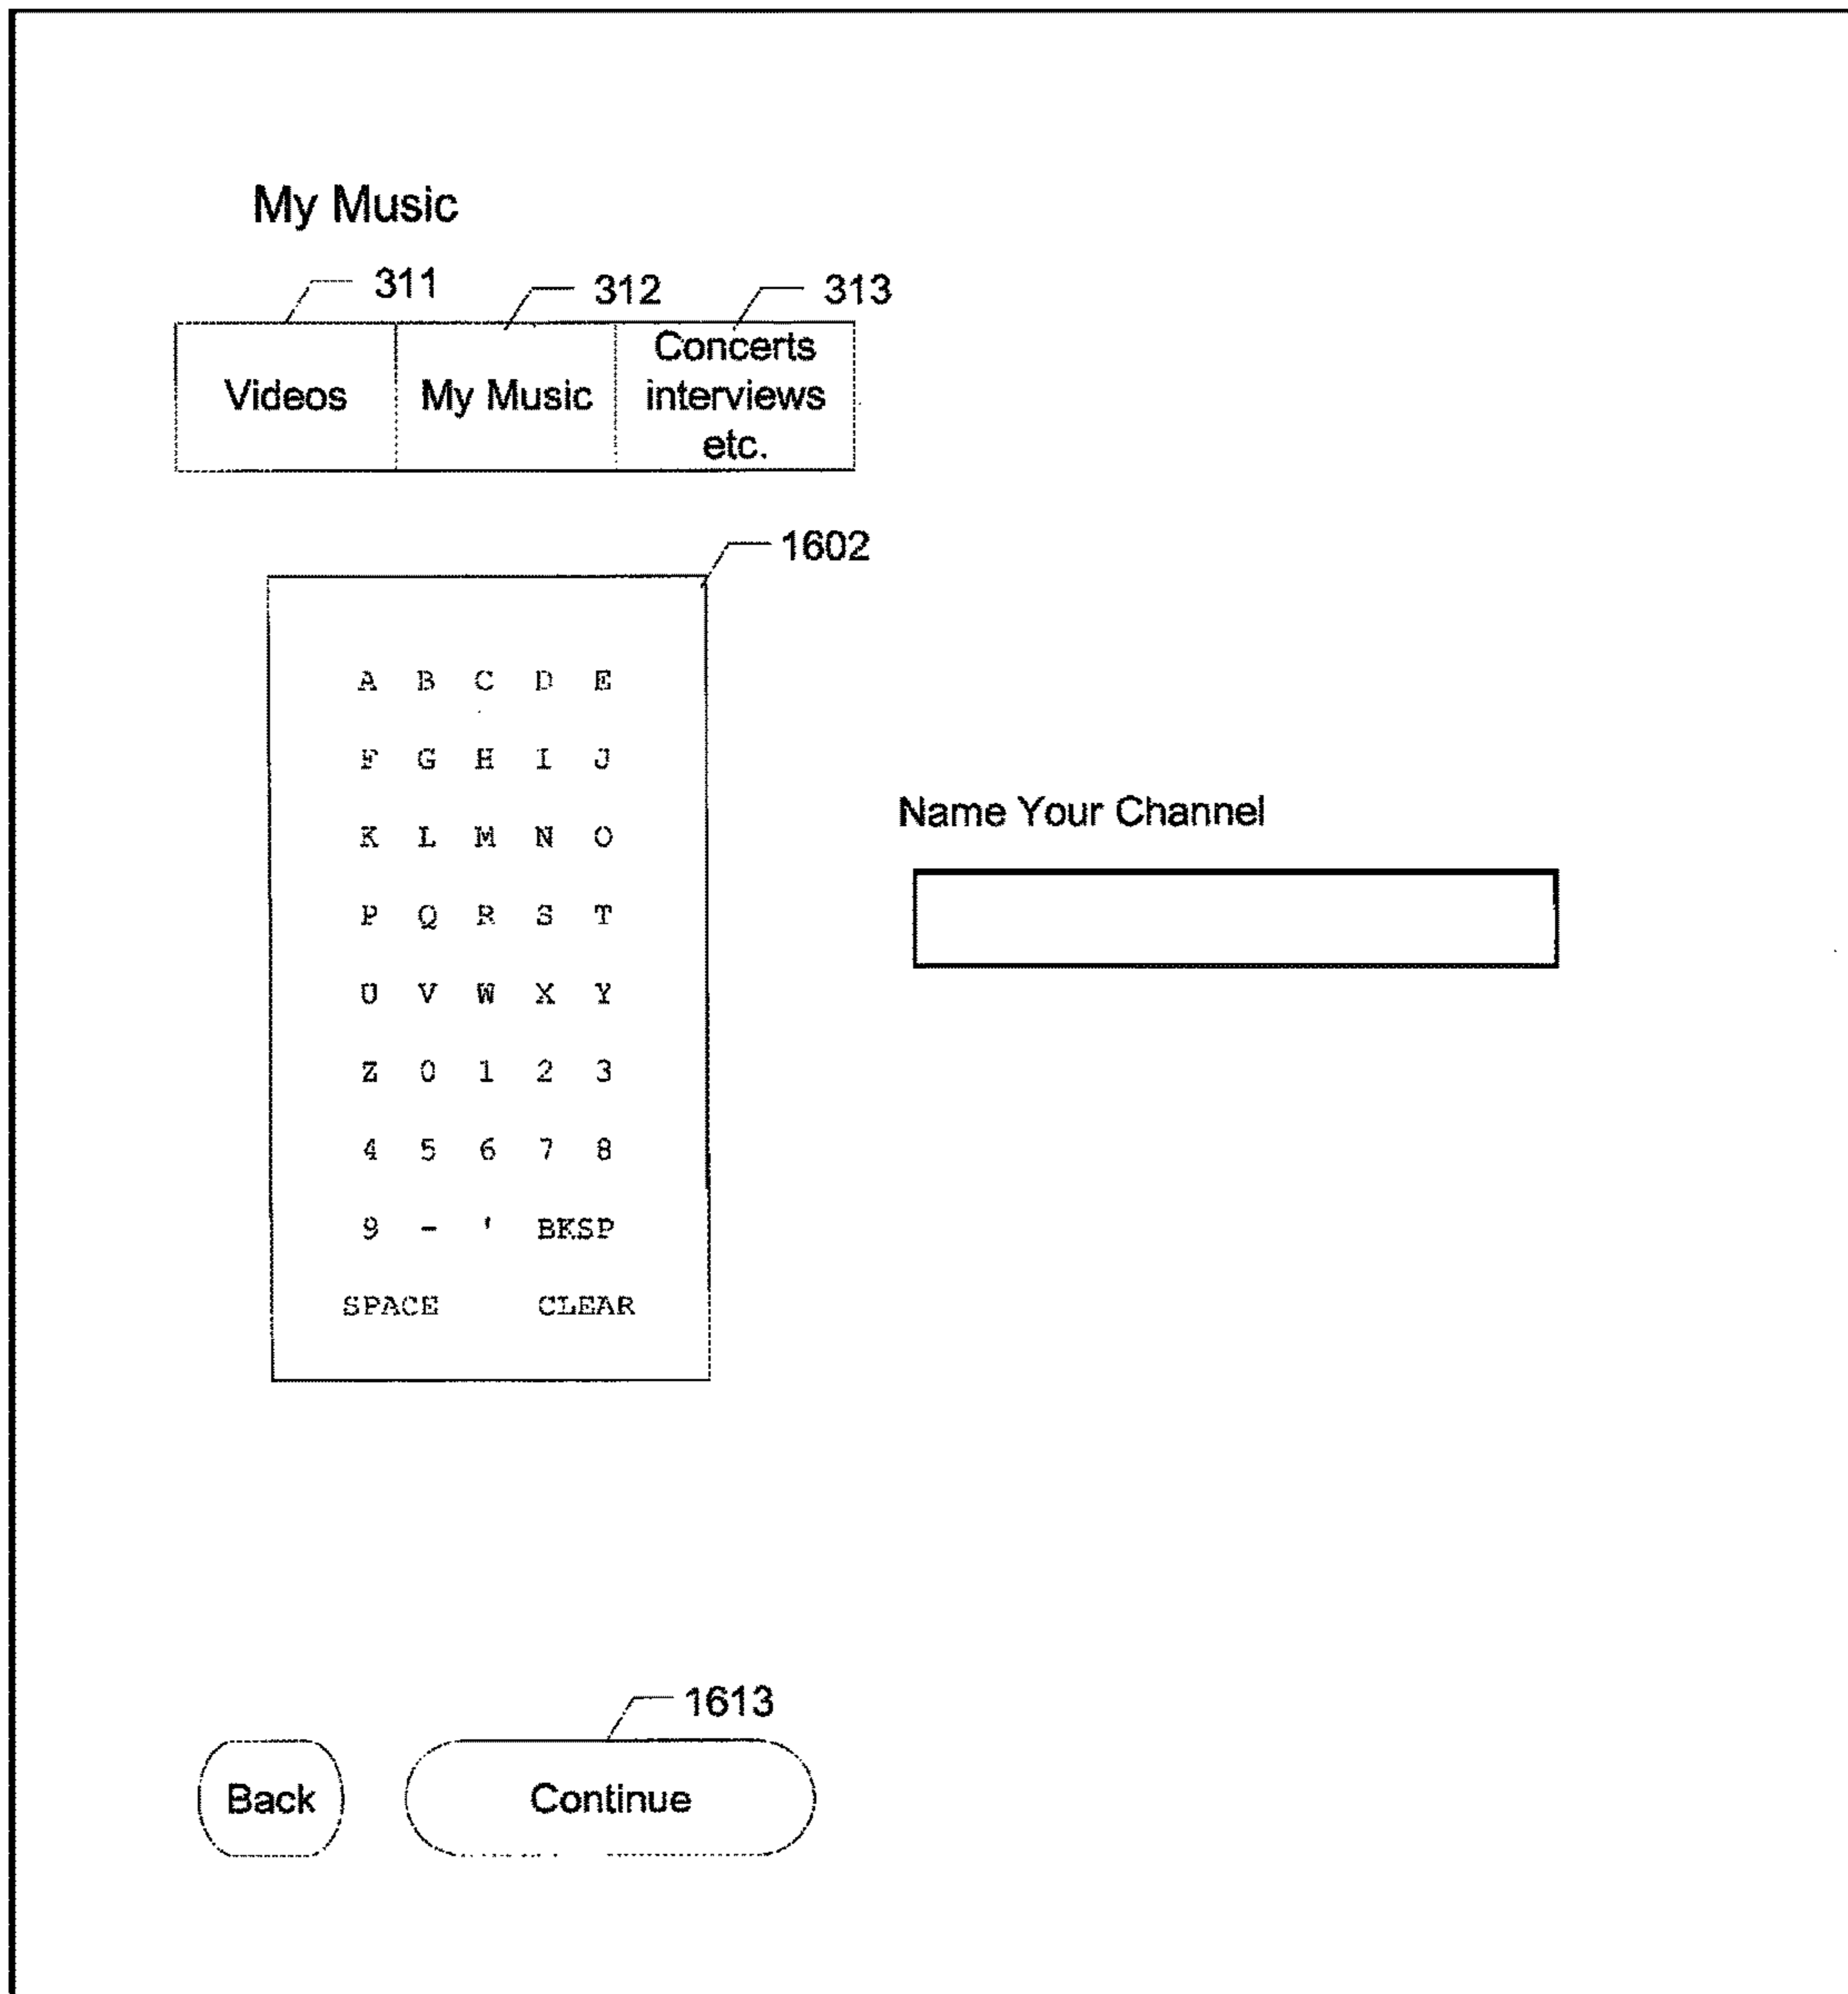 My Music
311 312 313
Videos My Music Concerts
interviews
etc.
1602
A B C D E
F G H I J
K L M N O
P Q R S T
U V W X Y
Z 0 1 2 3
4 5 6 7 8
9 - ' BKSP
SPACE CLEAR
Name Your Channel
1613
Back Continue